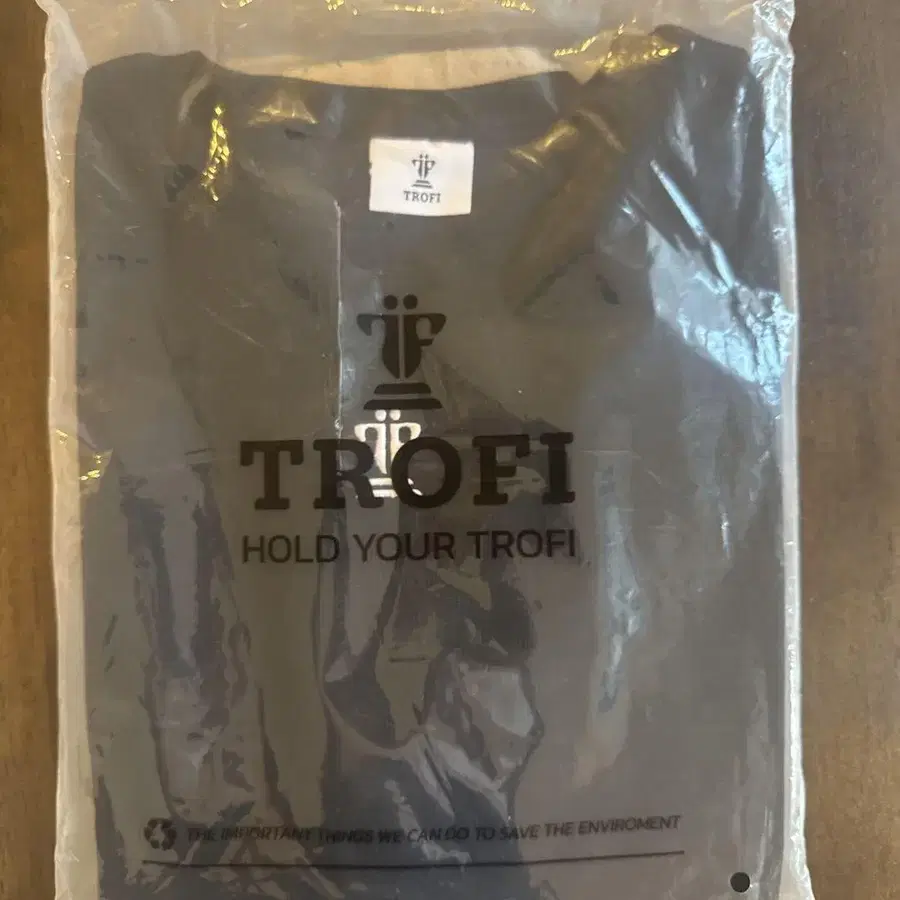 TROFI
TROFI
HOLD YOUR TROFI
THE IMPORTANT THINGS WE CAN DO TO SAVE THE ENVIROMENT